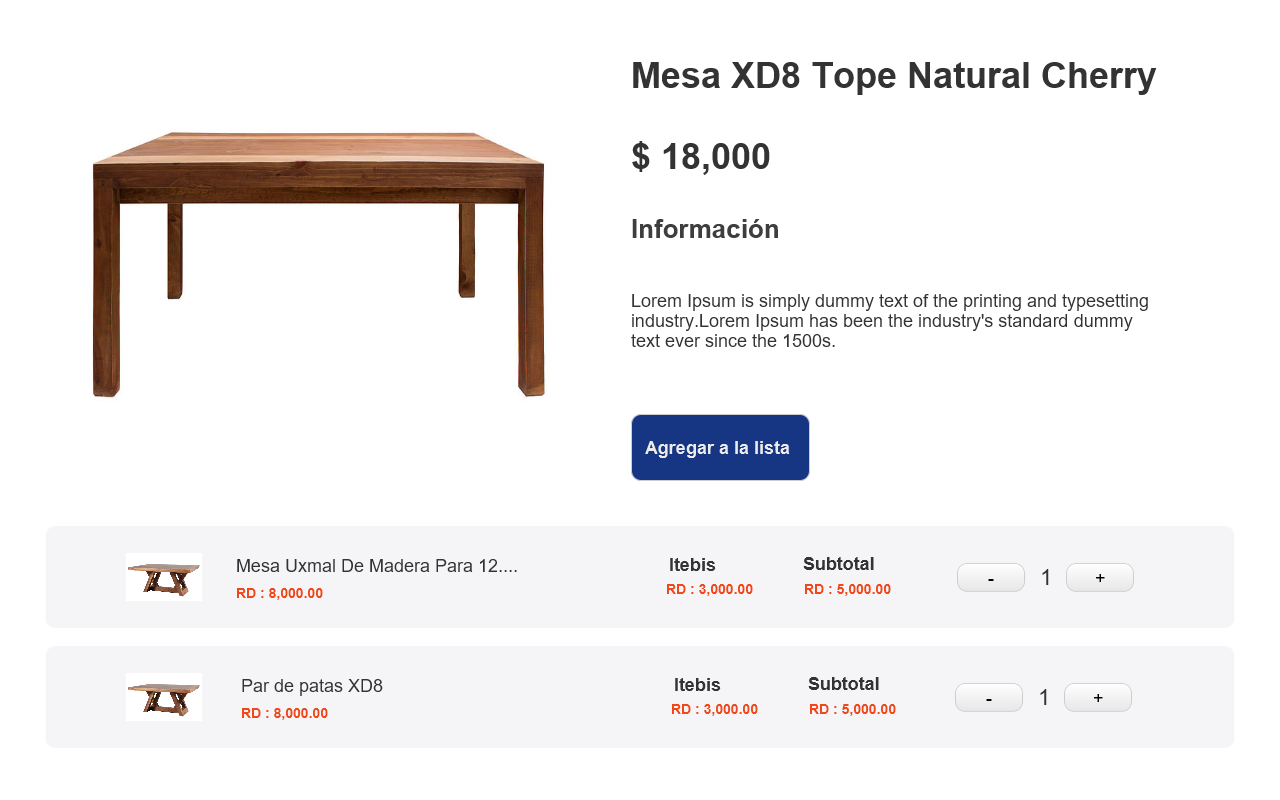 Mesa XD8 Tope Natural Cherry
$ 18,000
Información
Lorem Ipsum is simply dummy text of the printing and typesetting
industry.Lorem Ipsum has been the industry's standard dummy
text ever since the 1500s.
Agregar a la lista
Mesa Uxmal De Madera Para 12.... Itebis Subtotal
RD : 8,000.00 RD : 3,000.00 RD : 5,000.00 - 1 +
Par de patas XD8 Itebis Subtotal
RD : 8,000.00 RD : 3,000.00 RD : 5,000.00 - 1 +